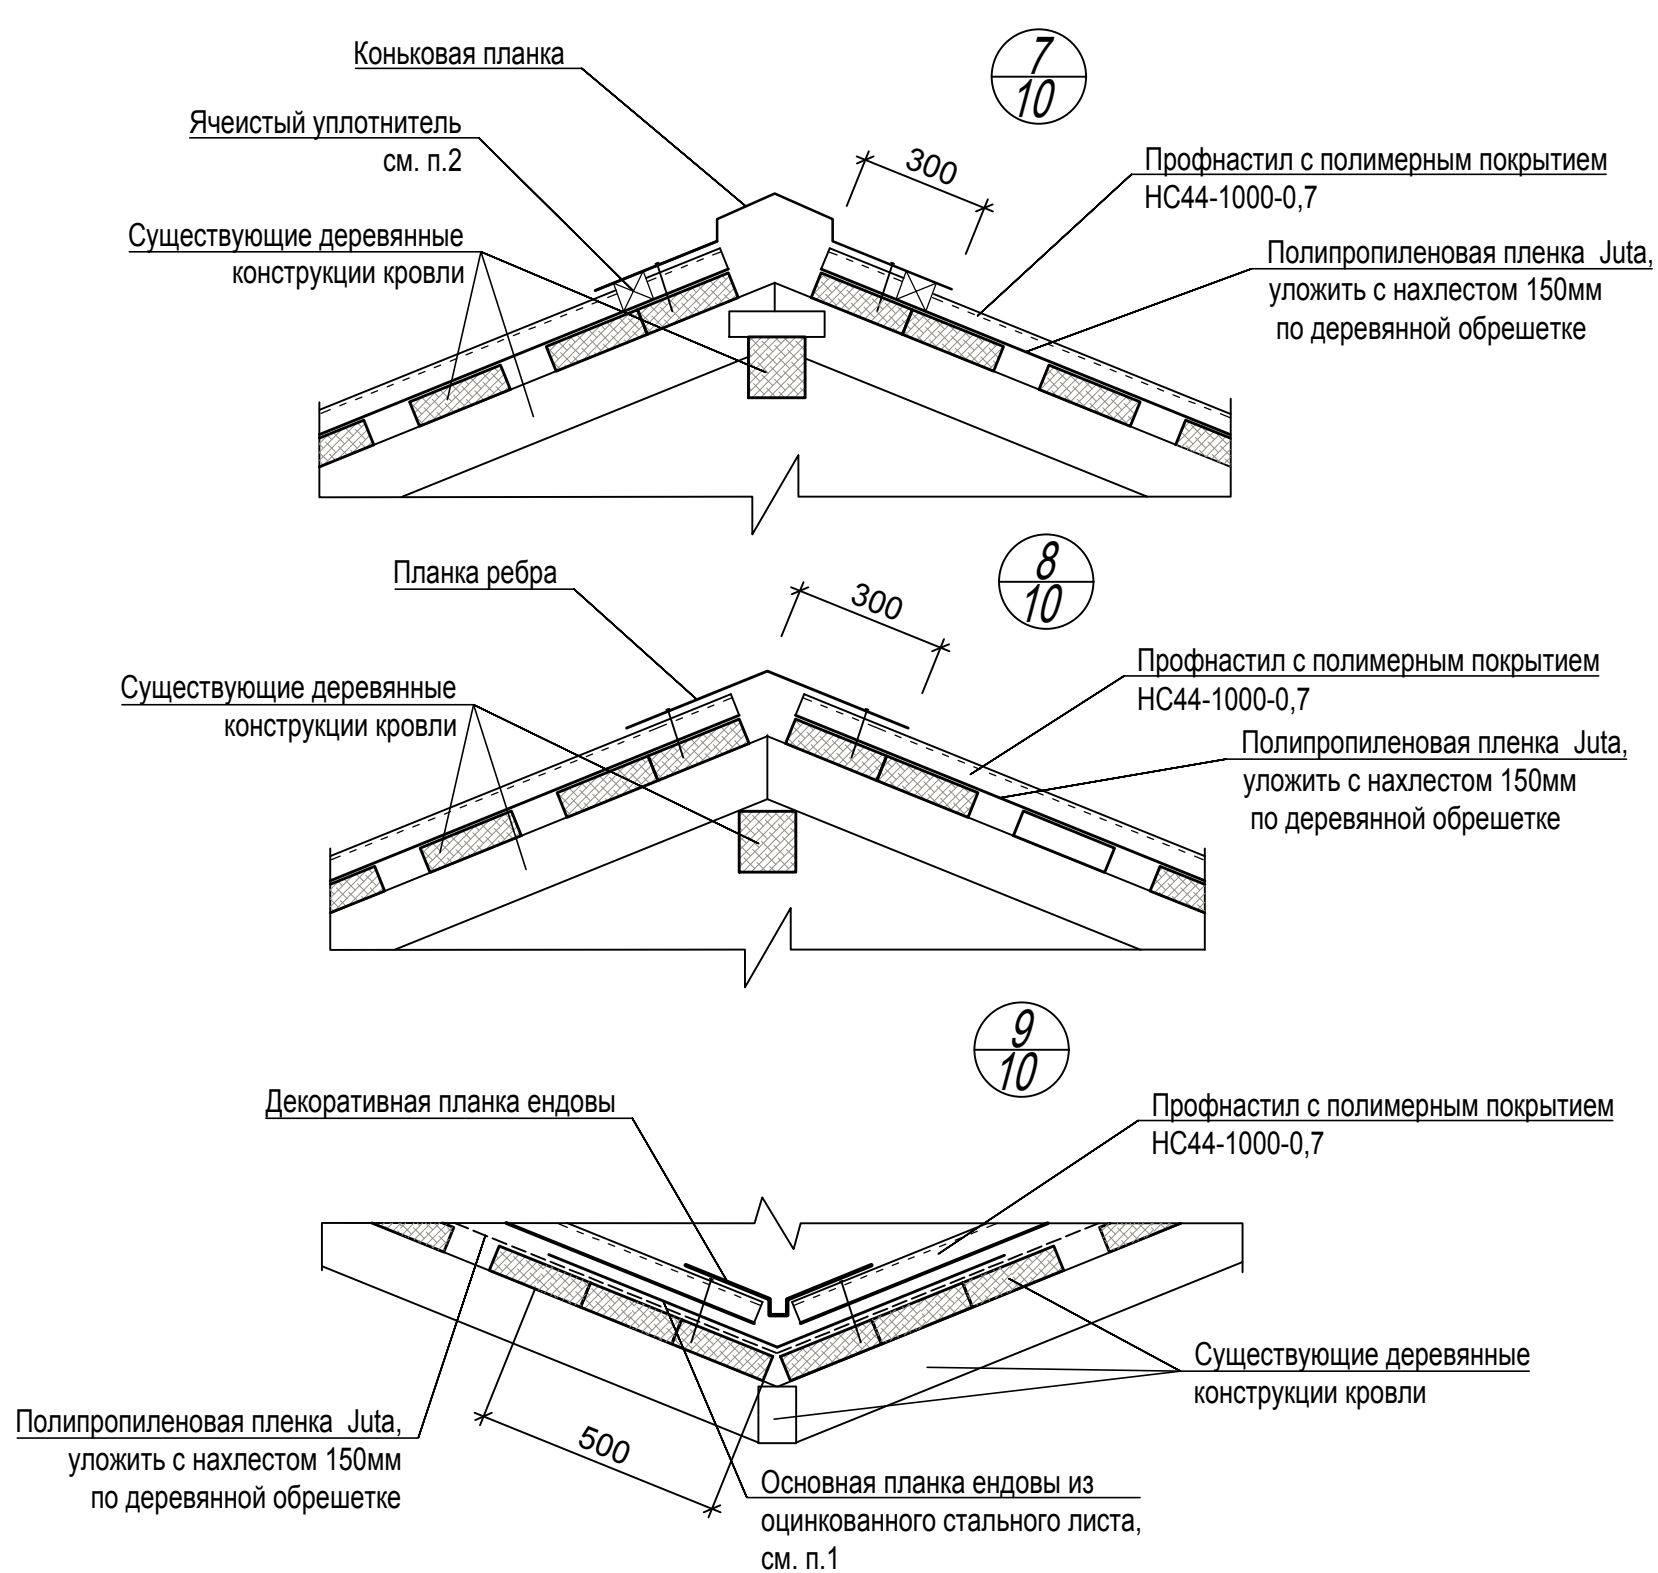 Коньковая планка
7
10
Ячеистый уплотнитель
см. п.2
300
Профнастил с полимерным покрытием
НС44-1000-0,7
Существующие деревянные
конструкции кровли
Полипропиленовая пленка Juta,
уложить с нахлестом 150мм
по деревянной обрешетке
Планка ребра
8
10
300
Профнастил с полимерным покрытием
НС44-1000-0,7
Существующие деревянные
конструкции кровли
Полипропиленовая пленка Juta,
уложить с нахлестом 150мм
по деревянной обрешетке
9
10
Декоративная планка ендовы
Профнастил с полимерным покрытием
НС44-1000-0,7
Существующие деревянные
конструкции кровли
Полипропиленовая пленка Juta,
уложить с нахлестом 150мм
по деревянной обрешетке
500
Основная планка ендовы из
оцинкованного стального листа,
см. п.1